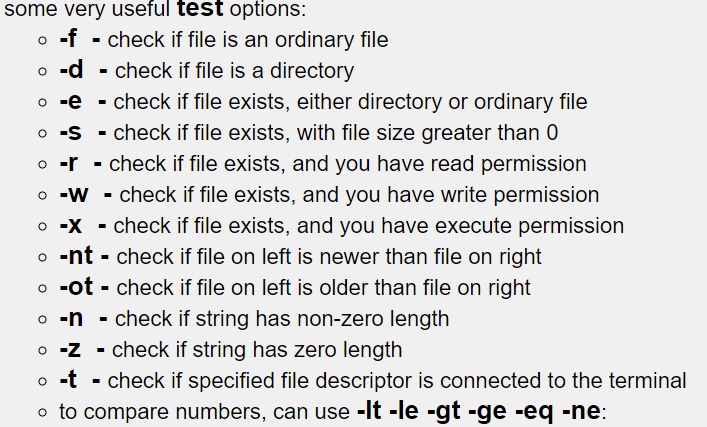 some very useful test options:
-f - check if file is an ordinary file
-d - check if file is a directory
-e - check if file exists, either directory or ordinary file
-s - check if file exists, with file size greater than 0
-r - check if file exists, and you have read permission
-w - check if file exists, and you have write permission
-x - check if file exists, and you have execute permission
-nt - check if file on left is newer than file on right
-ot - check if file on left is older than file on right
-n - check if string has non-zero length
-z - check if string has zero length
-t - check if specified file descriptor is connected to the terminal
to compare numbers, can use -lt -le -gt -ge -eq -ne: